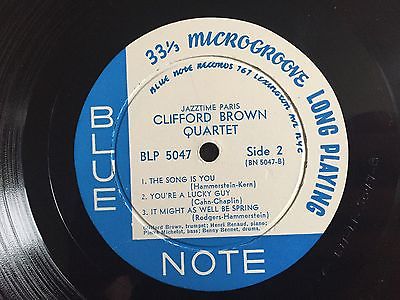 33⅓ MICROGROOVE LONG PLAYING
BLUE NOTE RECORDS 767 LEXINGTON AVE NYC
JAZZTIME PARIS
CLIFFORD BROWN
QUARTET
BLP 5047
Side 2
(BN 5047-B)
1. THE SONG IS YOU
(Hammerstein-Kern)
2. YOU'RE A LUCKY GUY
(Cahn-Chaplin)
3. IT MIGHT AS WELL BE SPRING
(Rodgers-Hammerstein)
Clifford Brown, trumpet; Henri Renaud, piano;
Pierre Michelot, bass; Benny Bennet, drums.
BLUE
NOTE